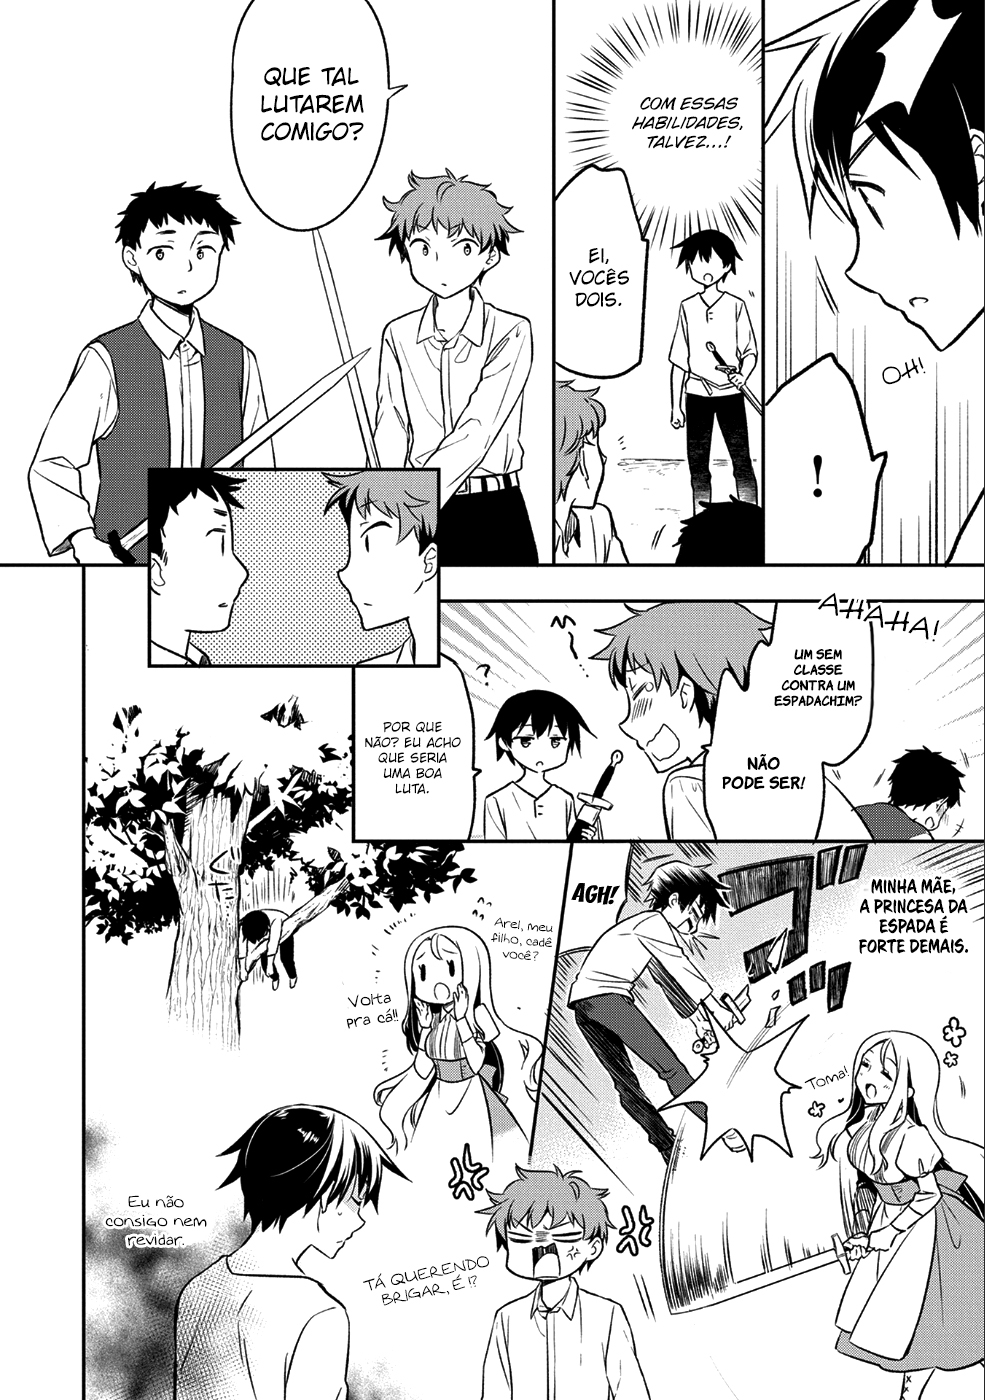 OH!
!
COM ESSAS
HABILIDADES,
TALVEZ...!
EI,
VOCÊS
DOIS.
QUE TAL
LUTAREM
COMIGO?
AHAHA!
UM SEM
CLASSE
CONTRA UM
ESPADACHIM?
NÃO
PODE SER!
?
POR QUE
NÃO? EU ACHO
QUE SERIA
UMA BOA
LUTA.
MINHA MÃE,
A PRINCESA DA
ESPADA É
FORTE DEMAIS.
AGH!
Toma!
Arel, meu
filho, cadê
você?
Volta
pra cá!!
TÁ QUERENDO
BRIGAR, É !?
Eu não
consigo nem
revidar.